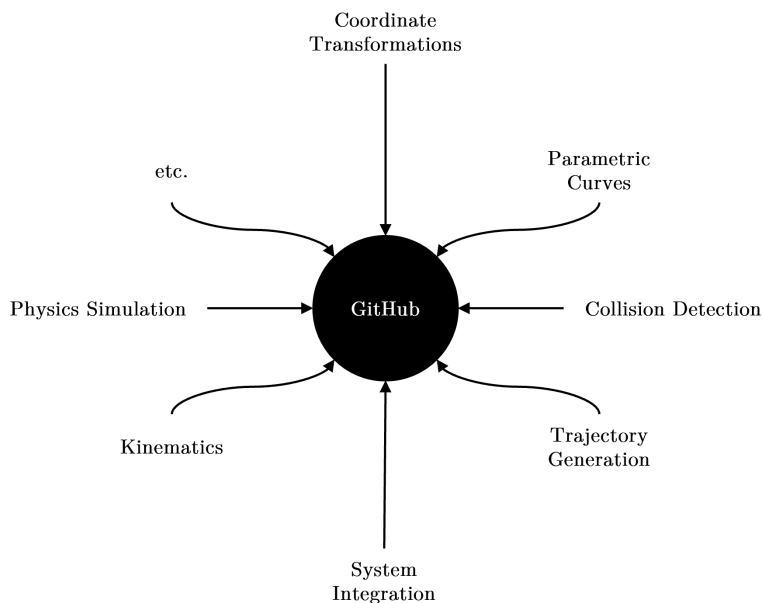 Coordinate
Transformations
etc.
Parametric
Curves
Physics Simulation
GitHub
Collision Detection
Kinematics
Trajectory
Generation
System
Integration